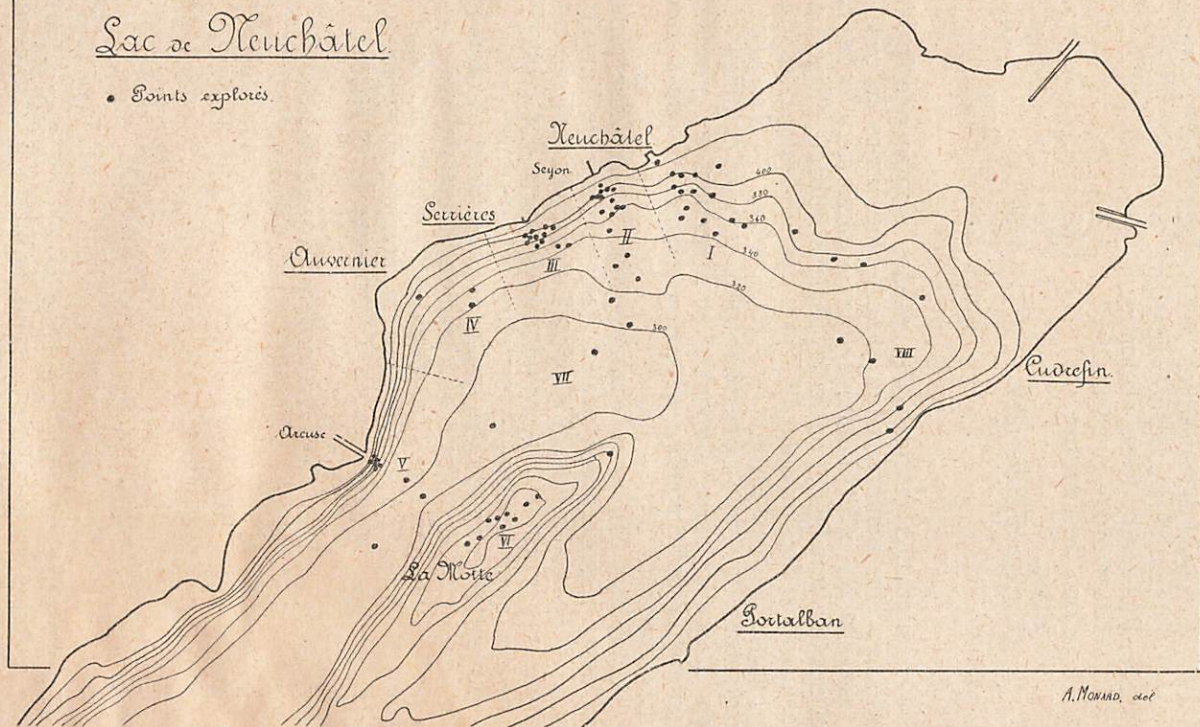 Lac de Neuchâtel.
• Points explorés.
Neuchâtel
Seyon
Serrières
Auvernier
400
380
360
340
320
300
I
II
III
IV
VII
VIII
Cudrefin.
Areuse
V
VI
La Motte
Portalban
A. MONARD, del